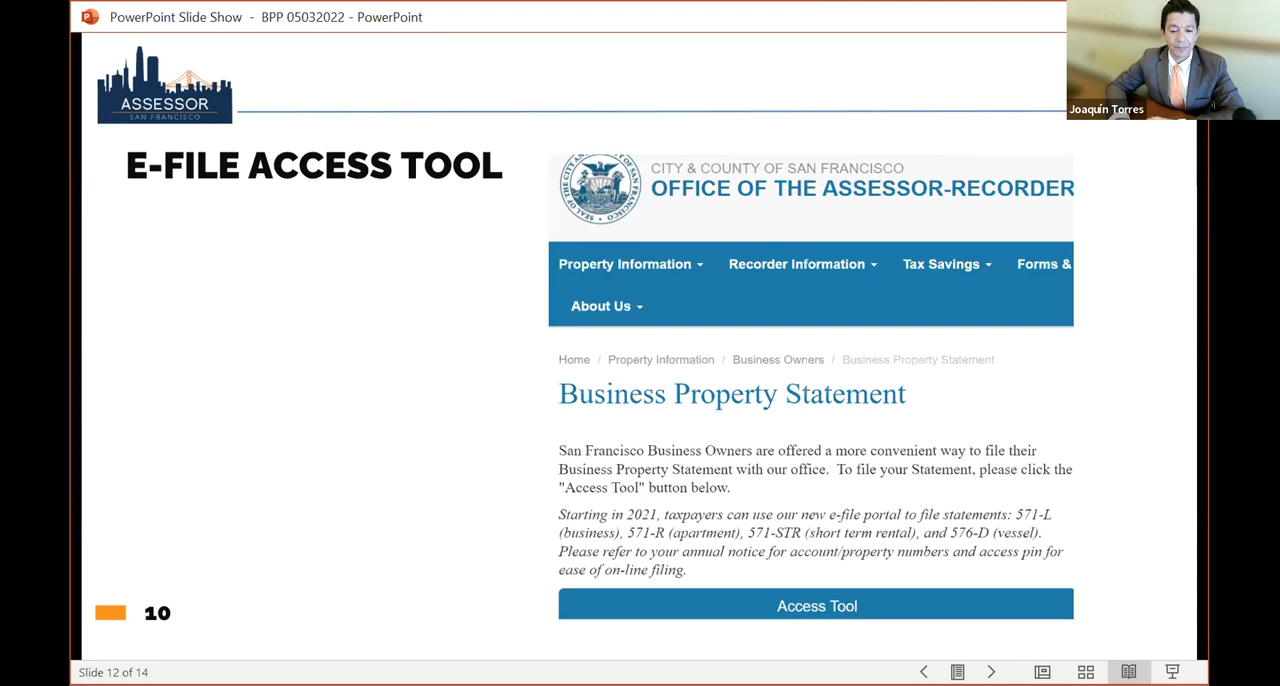 PowerPoint Slide Show - BPP 05032022 - PowerPoint
Joaquín Torres
ASSESSOR
SAN FRANCISCO
E-FILE ACCESS TOOL
CITY & COUNTY OF SAN FRANCISCO
OFFICE OF THE ASSESSOR-RECORDER
Property Information Recorder Information Tax Savings Forms &
About Us
Home / Property Information / Business Owners / Business Property Statement
Business Property Statement
San Francisco Business Owners are offered a more convenient way to file their
Business Property Statement with our office. To file your Statement, please click the
"Access Tool" button below.
Starting in 2021, taxpayers can use our new e-file portal to file statements: 571-L
(business), 571-R (apartment), 571-STR (short term rental), and 576-D (vessel).
Please refer to your annual notice for account/property numbers and access pin for
ease of on-line filing.
Access Tool
10
Slide 12 of 14